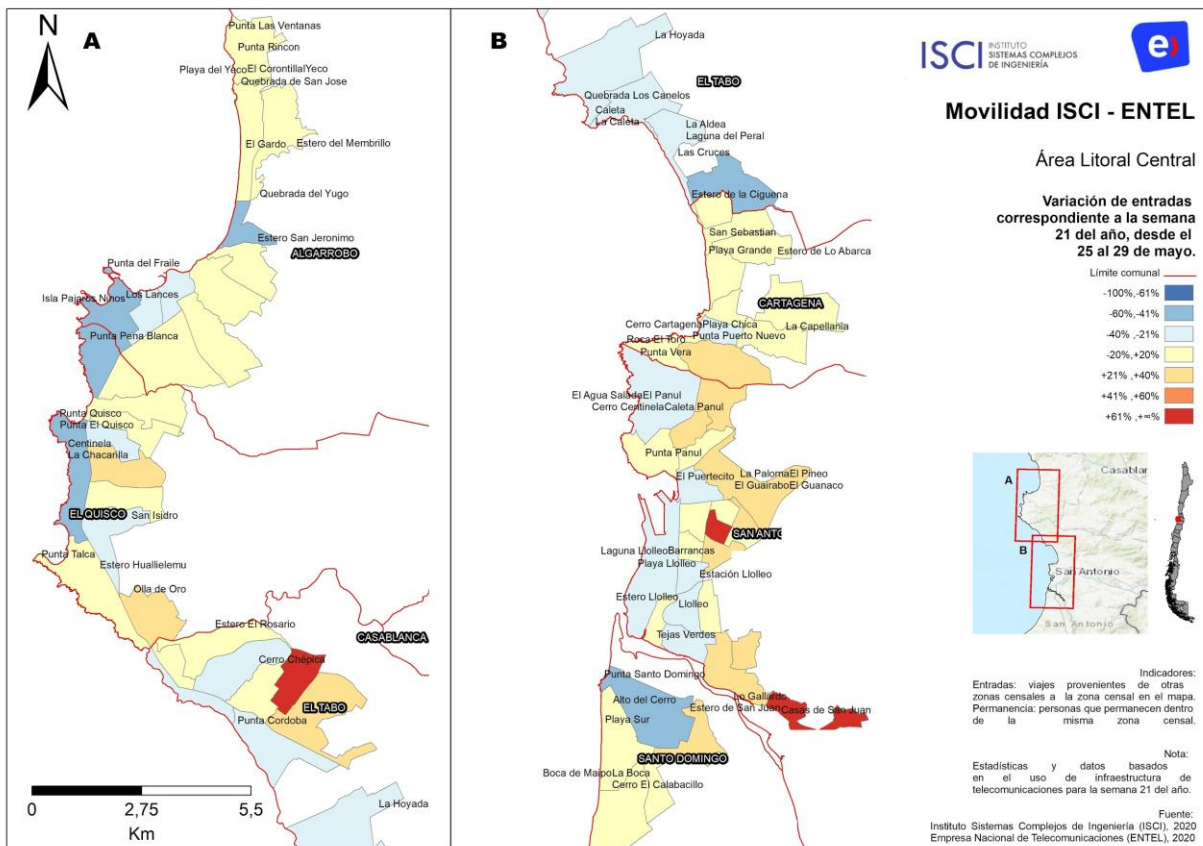 N
A
Punta Las Ventanas
Punta Rincon
Playa del Yeco El Corontillal Yeco
Quebrada de San Jose
El Gardo
Estero del Membrillo
Quebrada del Yugo
Estero San Jeronimo
ALGARROBO
Punta del Fraile
Isla Pajaros Ninos
Los Lances
Punta Pena Blanca
Punta Quisco
Punta El Quisco
Centinela
La Chacarilla
EL QUISCO
San Isidro
Punta Talca
Estero Huallielemu
Olla de Oro
Estero El Rosario
CASABLANCA
Cerro Chepica
EL TABO
Punta Cordoba
La Hoyada
0 2,75 5,5
Km
B
La Hoyada
EL TABO
Quebrada Los Canelos
Caleta
La Caleta
La Aldea
Laguna del Peral
Las Cruces
Estero de la Ciguena
San Sebastian
Playa Grande
Estero de Lo Abarca
CARTAGENA
Cerro Cartagena Playa Chica
La Capellania
Punta Puerto Nuevo
Roca El Toro
Punta Vera
El Agua Salada El Panul
Cerro Centinela Caleta Panul
Punta Panul
La Paloma El Pineo
El Puertecito
El Guairabo El Guanaco
SAN ANTO
Laguna Llolleo Barrancas
Playa Llolleo
Estación Llolleo
Estero Llolleo
Llolleo
Tejas Verdes
Punta Santo Domingo
Lo Gallardo
Alto del Cerro
Estero de San Juan Casas de San Juan
Playa Sur
SANTO DOMINGO
Boca de Maipo La Boca
Cerro El Calabacillo
ISCI INSTITUTO
SISTEMAS COMPLEJOS
DE INGENIERÍA
e
Movilidad ISCI - ENTEL
Área Litoral Central
Variación de entradas
correspondiente a la semana
21 del año, desde el
25 al 29 de mayo.
Límite comunal
-100%,-61%
-60%,-41%
-40%,-21%
-20%,+20%
+21%,+40%
+41%,+60%
+61%,+∞%
A
Casablan
B
San Antonio
San Antonio
Indicadores:
Entradas: viajes provenientes de otras
zonas censales a la zona censal en el mapa.
Permanencia: personas que permanecen dentro
de la misma zona censal.
Nota:
Estadísticas y datos basados
en el uso de infraestructura de
telecomunicaciones para la semana 21 del año.
Fuente:
Instituto Sistemas Complejos de Ingeniería (ISCI), 2020
Empresa Nacional de Telecomunicaciones (ENTEL), 2020